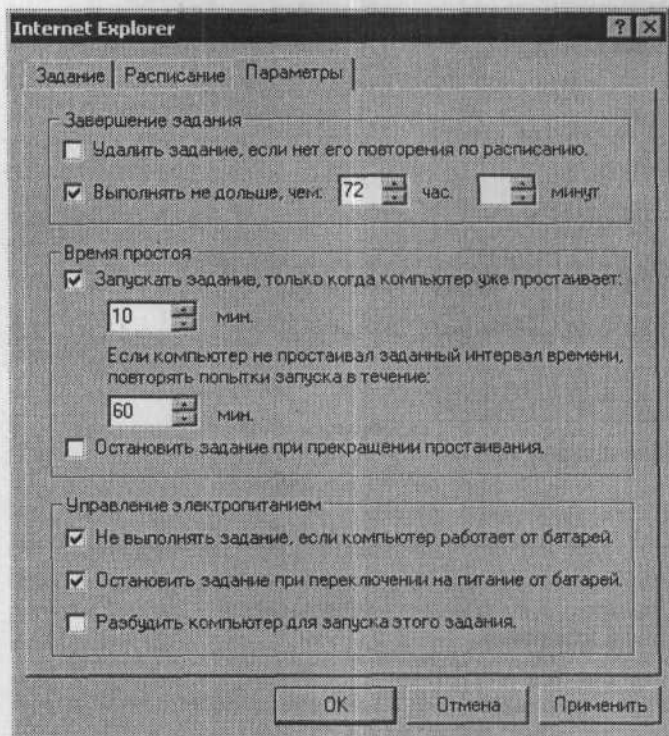 Internet Explorer
Задание Расписание Параметры
Завершение задания
Удалить задание, если нет его повторения по расписанию.
Выполнять не дольше, чем: 72 час. минут
Время простоя
Запускать задание, только когда компьютер уже простаивает:
10 мин.
Если компьютер не простаивал заданный интервал времени,
повторять попытки запуска в течение:
60 мин.
Остановить задание при прекращении простаивания.
Управление электропитанием
Не выполнять задание, если компьютер работает от батарей.
Остановить задание при переключении на питание от батарей.
Разбудить компьютер для запуска этого задания.
OK Отмена Применить